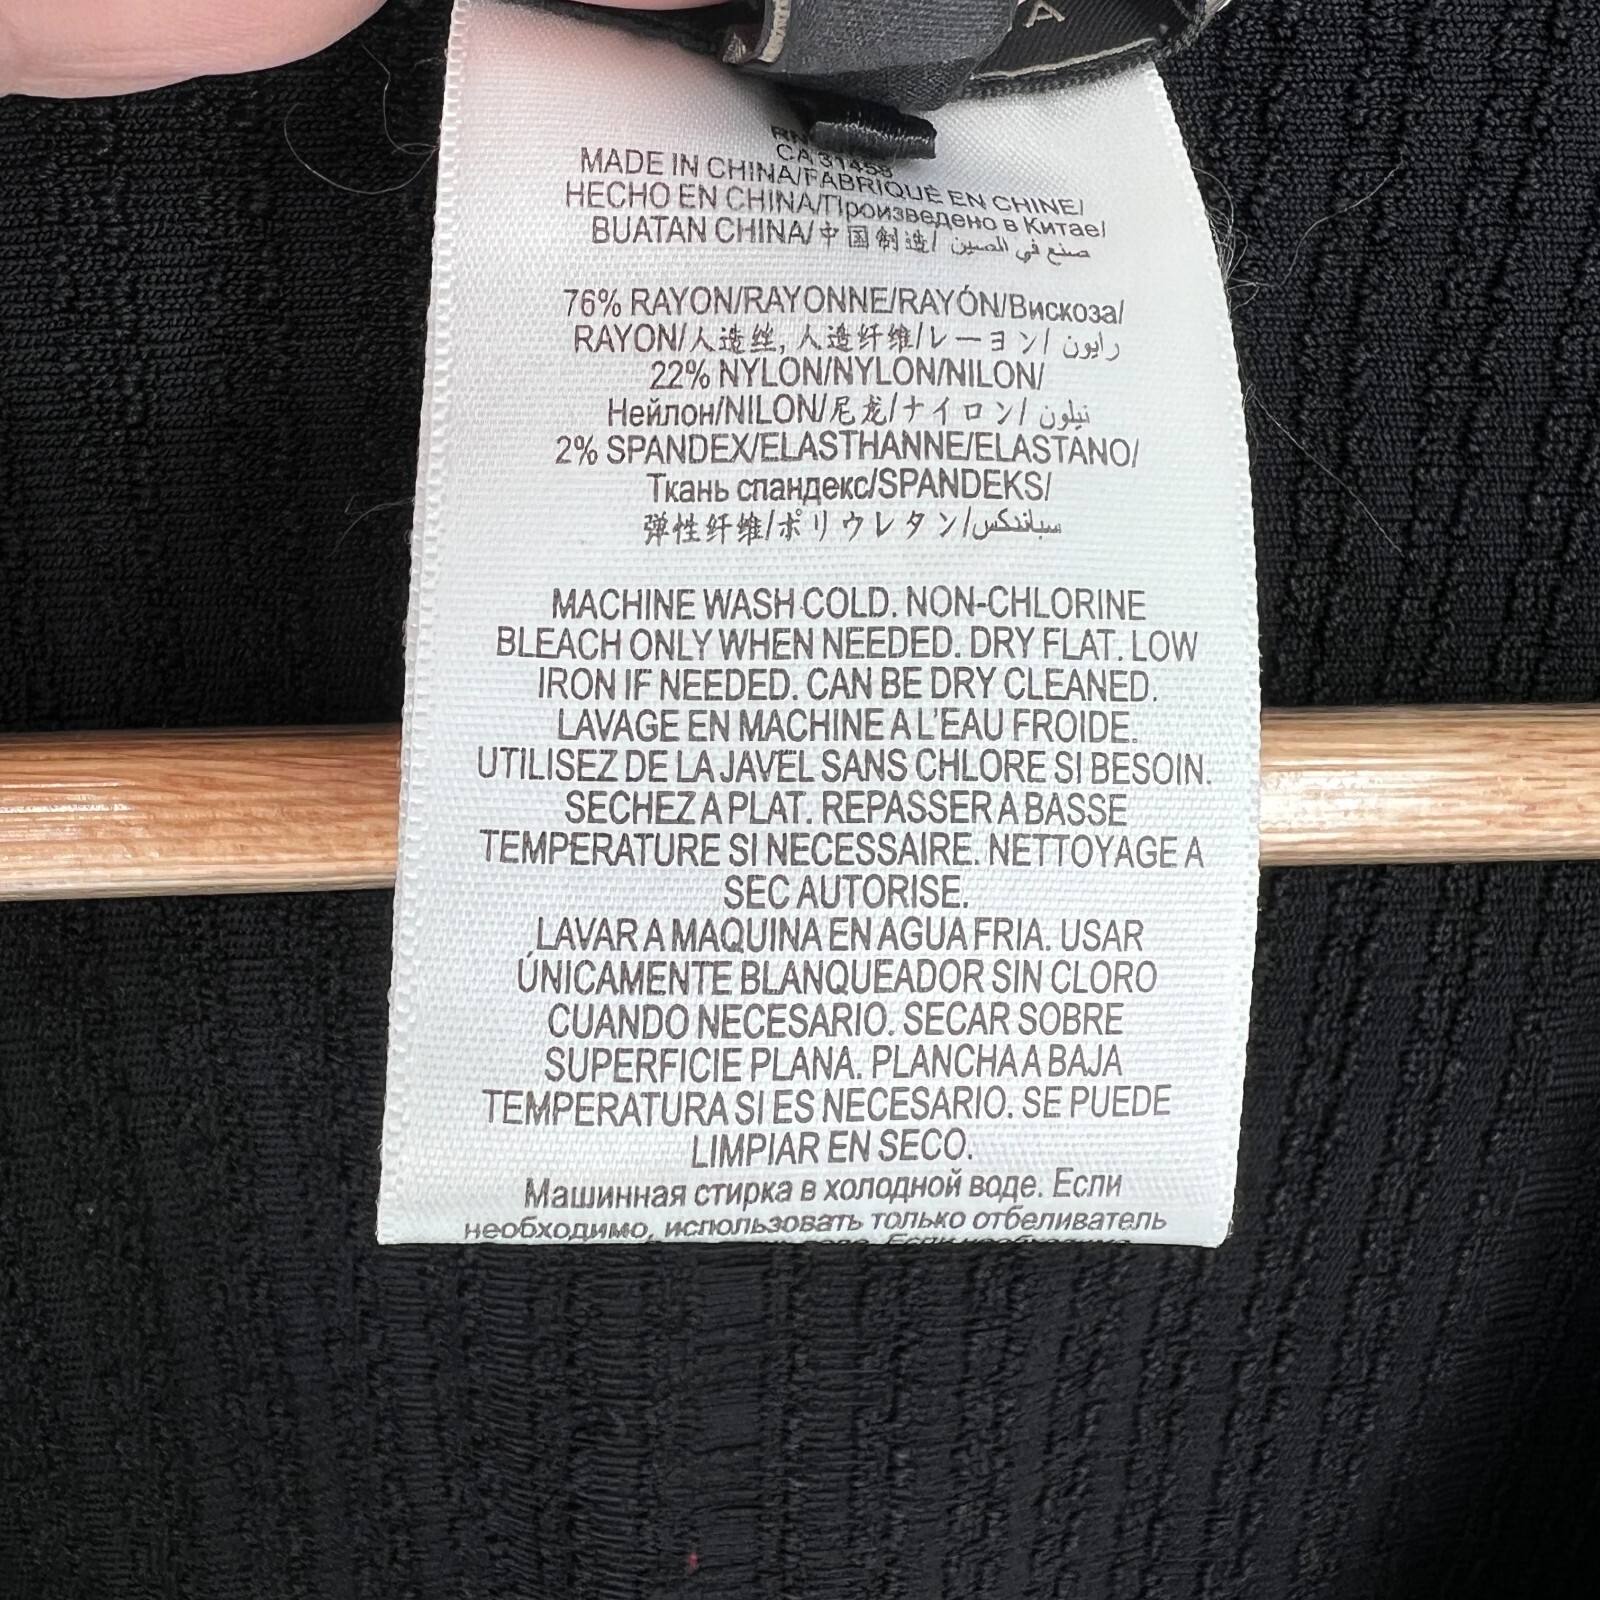 A
CA 31458
MADE IN CHINA/FABRIQUÉ EN CHINE/
HECHO EN CHINA/Произведено в Китае/
BUATAN CHINA/中国制造/ صنع في الصين
76% RAYON/RAYONNE/RAYÓN/Вискоза/
RAYON/人造丝, 人造纤维/レーヨン/ رايون
22% NYLON/NYLON/NILON/
Нейлон/NILON/尼龙/ナイロン/ نيلون
2% SPANDEX/ELASTHANNE/ELASTANO/
Ткань спандекс/SPANDEKS/
弹性纤维/ポリウレタン/سباندكس
MACHINE WASH COLD. NON-CHLORINE
BLEACH ONLY WHEN NEEDED. DRY FLAT. LOW
IRON IF NEEDED. CAN BE DRY CLEANED.
LAVAGE EN MACHINE A L'EAU FROIDE.
UTILISEZ DE LA JAVEL SANS CHLORE SI BESOIN.
SECHEZ A PLAT. REPASSER A BASSE
TEMPERATURE SI NECESSAIRE. NETTOYAGE A
SEC AUTORISE.
LAVAR A MAQUINA EN AGUA FRIA. USAR
ÚNICAMENTE BLANQUEADOR SIN CLORO
CUANDO NECESARIO. SECAR SOBRE
SUPERFICIE PLANA. PLANCHA A BAJA
TEMPERATURA SI ES NECESARIO. SE PUEDE
LIMPIAR EN SECO.
Машинная стирка в холодной воде. Если
необходимо, использовать только отбеливатель